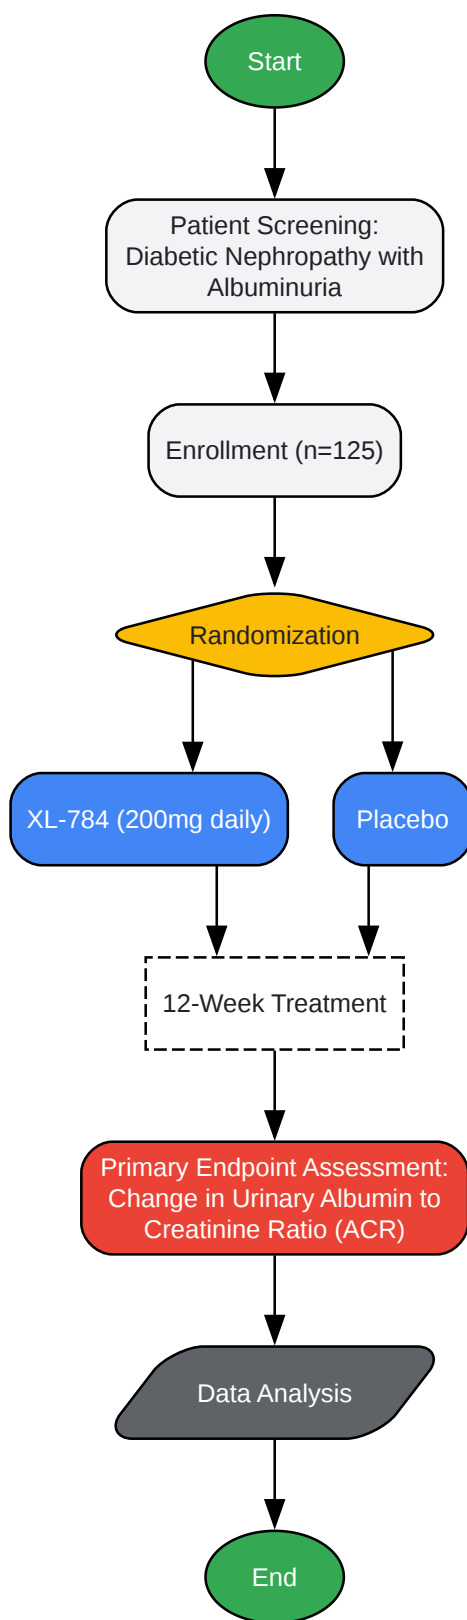 Start
Patient Screening:
Diabetic Nephropathy with
Albuminuria
Enrollment (n=125)
Randomization
XL-784 (200mg daily)
Placebo
12-Week Treatment
Primary Endpoint Assessment:
Change in Urinary Albumin to
Creatinine Ratio (ACR)
Data Analysis
End